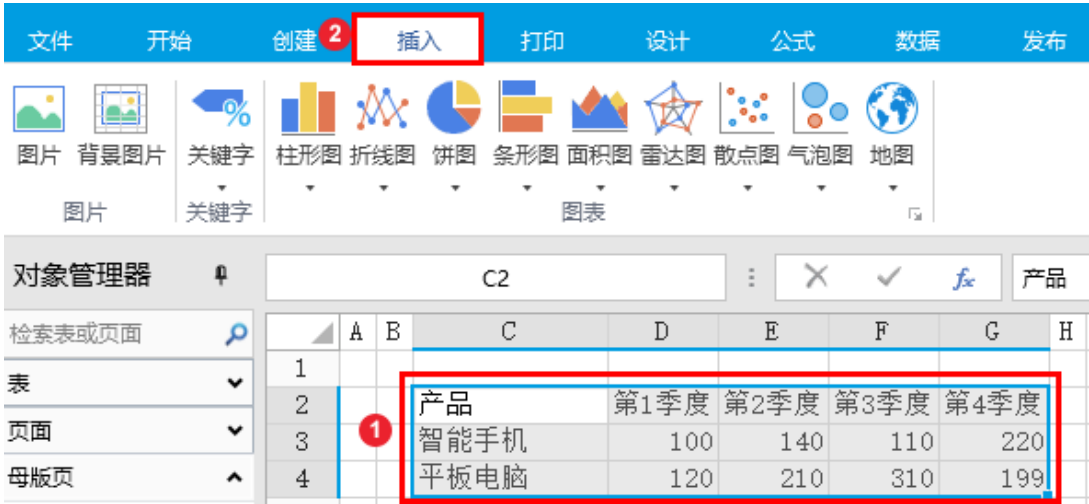 文件 开始 创建 2 插入 打印 设计 公式 数据 发布
图片 背景图片 关键字 柱形图 折线图 饼图 条形图 面积图 雷达图 散点图 气泡图 地图
图片 关键字 图表
对象管理器 C2 fx 产品
检索表或页面 A B C D E F G H
表 1
2 产品 第1季度 第2季度 第3季度 第4季度
页面 1 3 智能手机 100 140 110 220
母版页 4 平板电脑 120 210 310 199